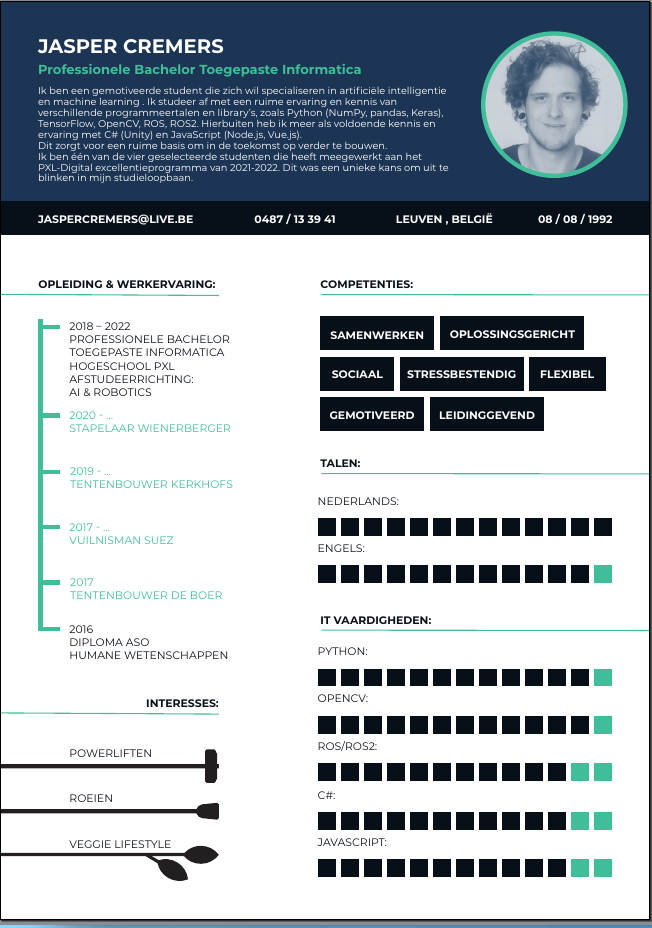 JASPER CREMERS
Professionele Bachelor Toegepaste Informatica
Ik ben een gemotiveerde student die zich wil specialiseren in artificiële intelligentie
en machine learning . Ik studeer af met een ruime ervaring en kennis van
verschillende programmeertalen en library's, zoals Python (NumPy, pandas, Keras),
TensorFlow, OpenCV, ROS, ROS2. Hierbuiten heb ik meer als voldoende kennis en
ervaring met C# (Unity) en JavaScript (Node.js, Vue.js).
Dit zorgt voor een ruime basis om in de toekomst op verder te bouwen.
Ik ben één van de vier geselecteerde studenten die heeft meegewerkt aan het
PXL-Digital excellentieprogramma van 2021-2022. Dit was een unieke kans om uit te
blinken in mijn studieloopbaan.
JASPERCREMERS@LIVE.BE 0487 / 13 39 41 LEUVEN , BELGIË 08 / 08 / 1992
OPLEIDING & WERKERVARING:
2018 – 2022
PROFESSIONELE BACHELOR
TOEGEPASTE INFORMATICA
HOGESCHOOL PXL
AFSTUDEERRICHTING:
AI & ROBOTICS
2020 - ...
STAPELAAR WIENERBERGER
2019 - ...
TENTENBOUWER KERKHOFS
2017 - ...
VUILNISMAN SUEZ
2017
TENTENBOUWER DE BOER
2016
DIPLOMA ASO
HUMANE WETENSCHAPPEN
INTERESSES:
POWERLIFTEN
ROEIEN
VEGGIE LIFESTYLE
COMPETENTIES:
SAMENWERKEN OPLOSSINGSGERICHT
SOCIAAL STRESSBESTENDIG FLEXIBEL
GEMOTIVEERD LEIDINGGEVEND
TALEN:
NEDERLANDS:
ENGELS:
IT VAARDIGHEDEN:
PYTHON:
OPENCV:
ROS/ROS2:
C#:
JAVASCRIPT: